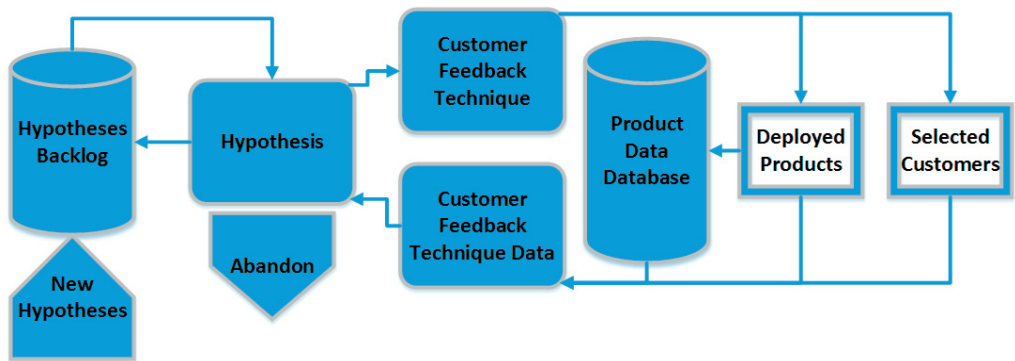 Hypotheses
Backlog
New
Hypotheses
Hypothesis
Abandon
Customer
Feedback
Technique
Customer
Feedback
Technique Data
Product
Data
Database
Deployed
Products
Selected
Customers